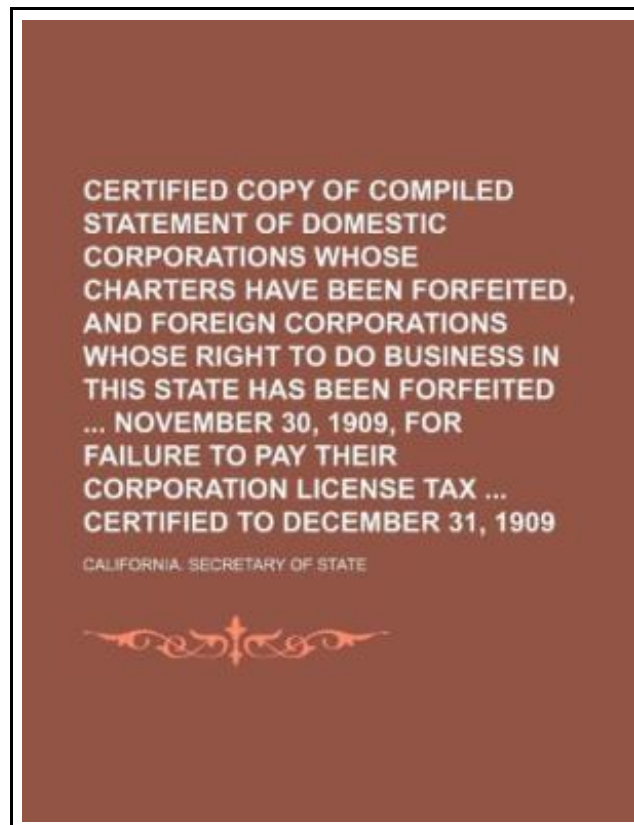 CERTIFIED COPY OF COMPILED
STATEMENT OF DOMESTIC
CORPORATIONS WHOSE
CHARTERS HAVE BEEN FORFEITED,
AND FOREIGN CORPORATIONS
WHOSE RIGHT TO DO BUSINESS IN
THIS STATE HAS BEEN FORFEITED
... NOVEMBER 30, 1909, FOR
FAILURE TO PAY THEIR
CORPORATION LICENSE TAX ...
CERTIFIED TO DECEMBER 31, 1909
CALIFORNIA. SECRETARY OF STATE